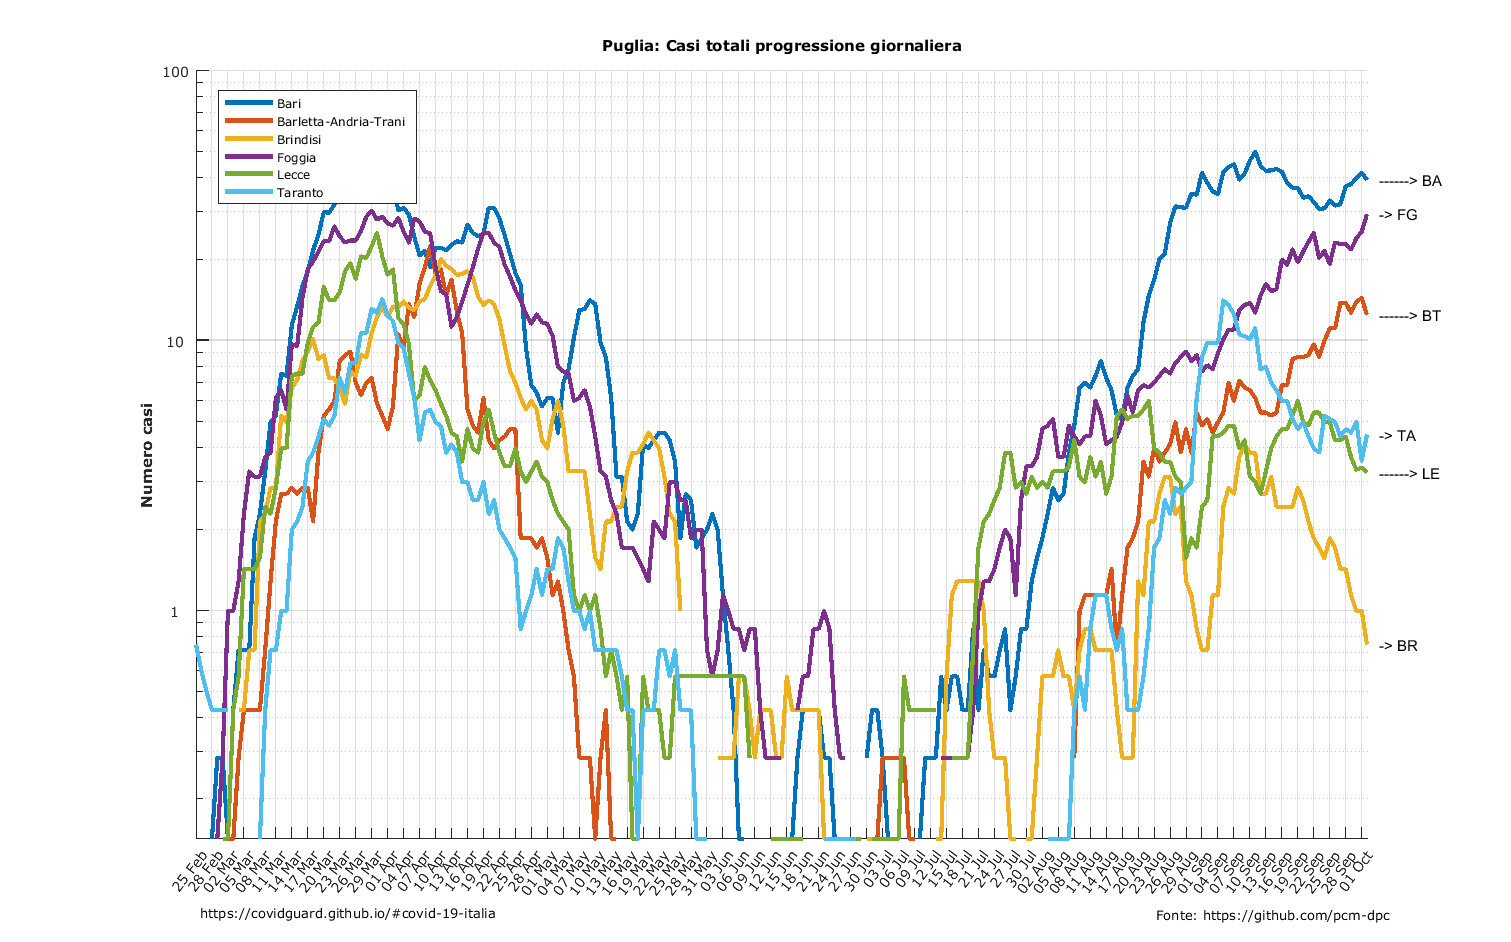 Puglia: Casi totali progressione giornaliera
100
10
1
Numero casi
Bari
Barletta-Andria-Trani
Brindisi
Foggia
Lecce
Taranto
------> BA
-> FG
------> BT
-> TA
------> LE
-> BR
25 Feb
28 Feb
02 Mar
05 Mar
08 Mar
11 Mar
14 Mar
17 Mar
20 Mar
23 Mar
26 Mar
29 Mar
01 Apr
04 Apr
07 Apr
10 Apr
13 Apr
16 Apr
19 Apr
22 Apr
25 Apr
28 Apr
01 May
04 May
07 May
10 May
13 May
16 May
19 May
22 May
25 May
28 May
31 May
03 Jun
06 Jun
09 Jun
12 Jun
15 Jun
18 Jun
21 Jun
24 Jun
27 Jun
30 Jun
03 Jul
06 Jul
09 Jul
12 Jul
15 Jul
18 Jul
21 Jul
24 Jul
27 Jul
30 Jul
02 Aug
05 Aug
08 Aug
11 Aug
14 Aug
17 Aug
20 Aug
23 Aug
26 Aug
29 Aug
01 Sep
04 Sep
07 Sep
10 Sep
13 Sep
16 Sep
19 Sep
22 Sep
25 Sep
28 Sep
01 Oct
https://covidguard.github.io/#covid-19-italia
Fonte: https://github.com/pcm-dpc